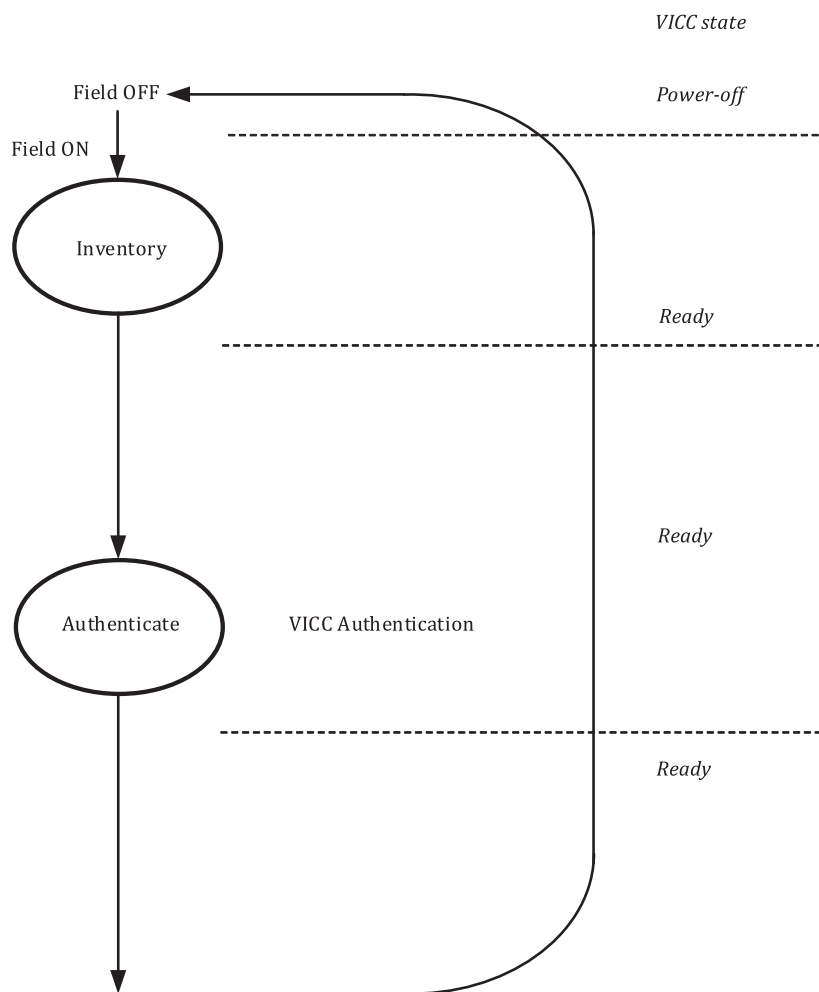 VICC state
Field OFF
Power-off
Field ON
Inventory
Ready
Ready
Authenticate
VICC Authentication
Ready